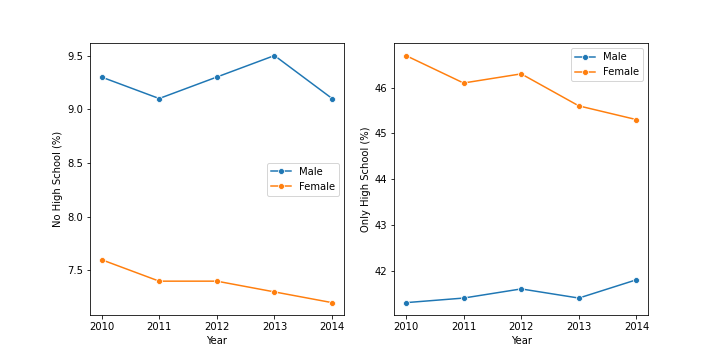 No High School (%)
9.5
9.0
8.5
8.0
7.5
Male
Female
2010 2011 2012 2013 2014
Year
Only High School (%)
46
45
44
43
42
Male
Female
2010 2011 2012 2013 2014
Year